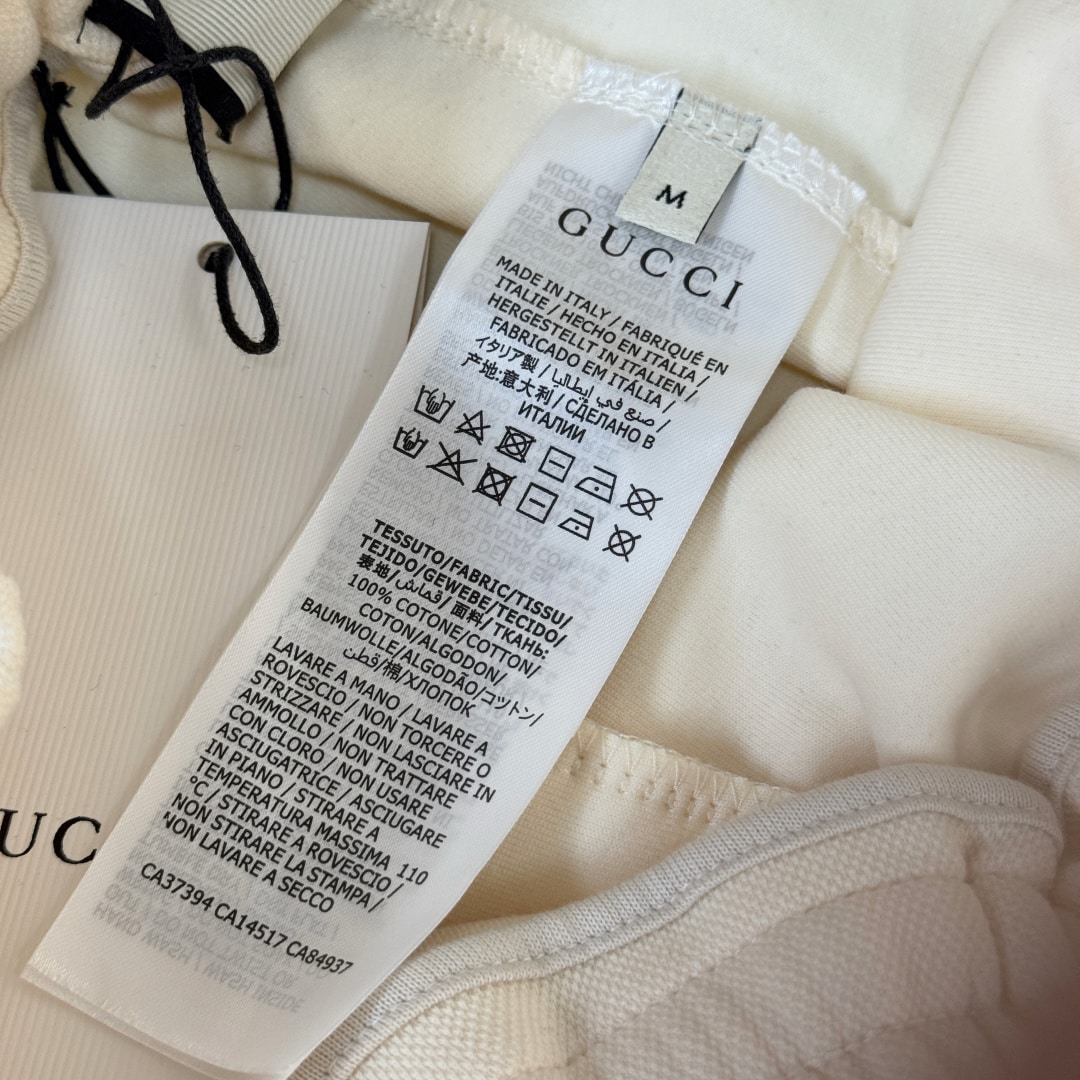 M
GUCCI
MADE IN ITALY / FABRIQUÉ EN
ITALIE / HECHO EN ITALIA /
HERGESTELLT IN ITALIEN /
FABRICADO EM ITÁLIA /
イタリア製 / صنع في إيطاليا /
产地:意大利 / СДЕЛАНО В
ИТАЛИИ
TESSUTO/FABRIC/TISSU/
TEJIDO/GEWEBE/TECIDO/
表地/قماش/面料/ТКАНЬ:
100% COTONE/COTTON/
COTON/ALGODON/
BAUMWOLLE/ALGODÃO/コットン/
قطن/棉/ХЛОПОК
LAVARE A MANO / LAVARE A
ROVESCIO / NON TORCERE O
STRIZZARE / NON LASCIARE IN
AMMOLLO / NON TRATTARE
CON CLORO / NON USARE
ASCIUGATRICE / ASCIUGARE
IN PIANO / STIRARE A
TEMPERATURA MASSIMA 110
°C / STIRARE A ROVESCIO /
NON STIRARE LA STAMPA /
NON LAVARE A SECCO
CA37394 CA14517 CA84937
UC